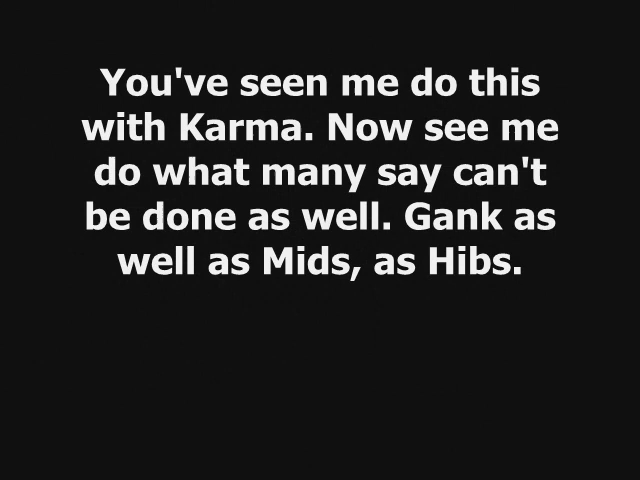 You've seen me do this
with Karma. Now see me
do what many say can't
be done as well. Gank as
well as Mids, as Hibs.